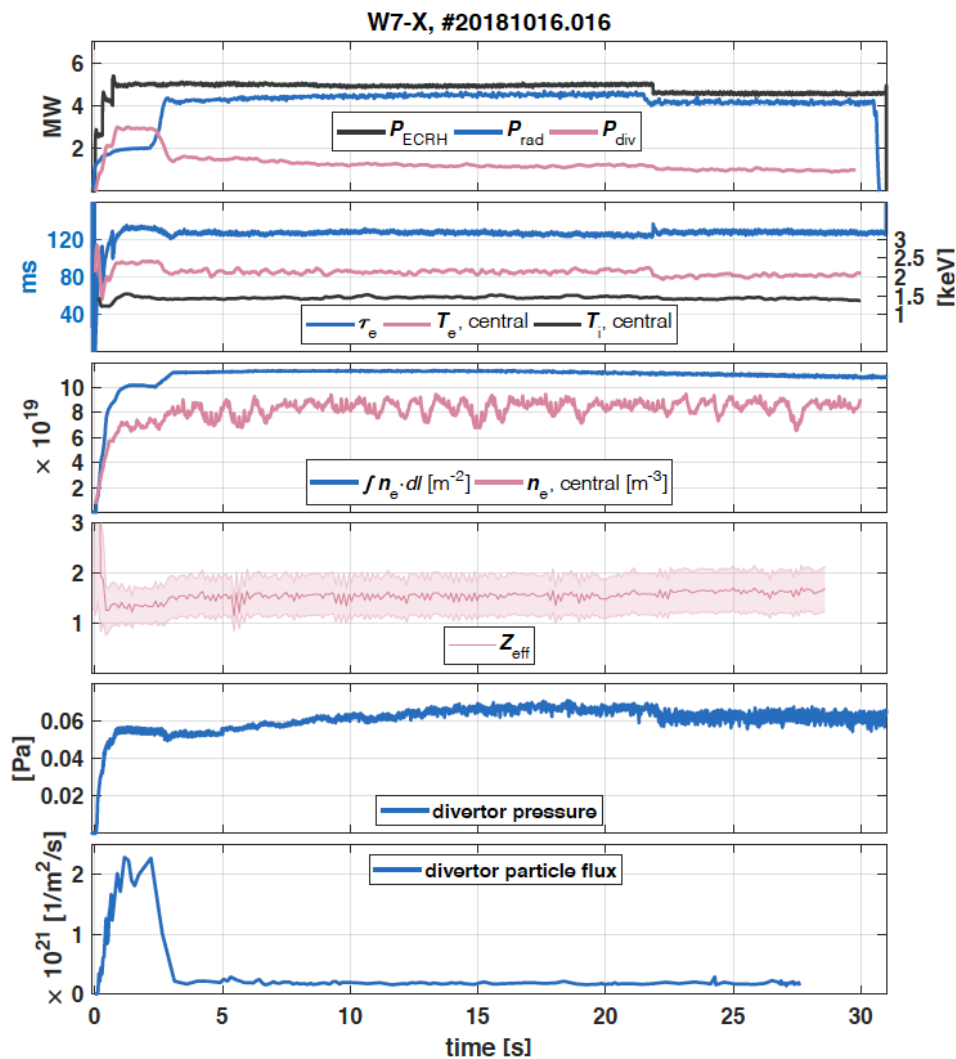 W7-X, #20181016.016
6
4
2
MW
P_ECRH P_rad P_div
120
80
40
ms
3
2.5
2
1.5
1
[keV]
τ_e T_e, central T_i, central
10
8
6
4
2
× 10^19
∫ n_e·dl [m^-2] n_e, central [m^-3]
3
2
1
Z_eff
0.06
0.04
0.02
[Pa]
divertor pressure
2
1
0
× 10^21 [1/m^2/s]
divertor particle flux
0 5 10 15 20 25 30
time [s]